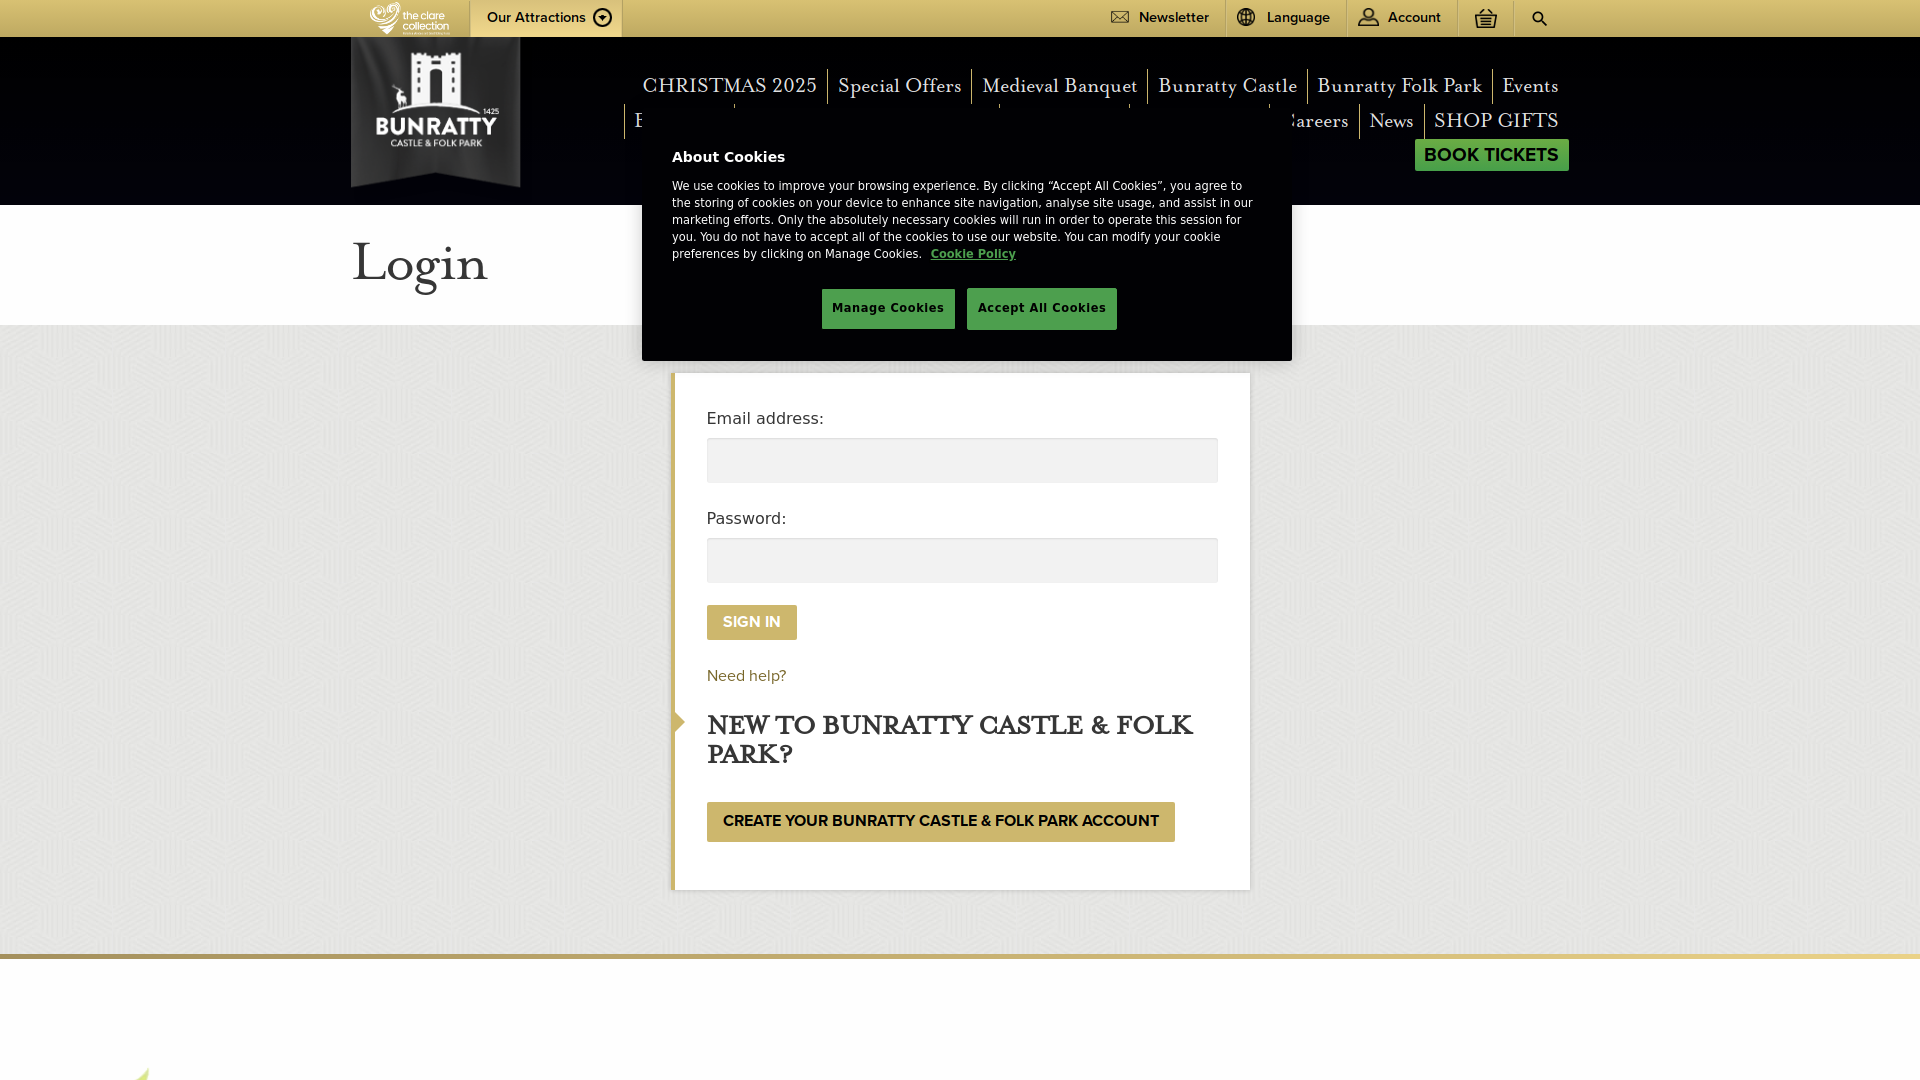 the clare
collection
Our Attractions
Newsletter
Language
Account
1425
BUNRATTY
CASTLE & FOLK PARK
CHRISTMAS 2025
Special Offers
Medieval Banquet
Bunratty Castle
Bunratty Folk Park
Events
News
SHOP GIFTS
BOOK TICKETS
Login
About Cookies
We use cookies to improve your browsing experience. By clicking “Accept All Cookies”, you agree to
the storing of cookies on your device to enhance site navigation, analyse site usage, and assist in our
marketing efforts. Only the absolutely necessary cookies will run in order to operate this session for
you. You do not have to accept all of the cookies to use our website. You can modify your cookie
preferences by clicking on Manage Cookies. Cookie Policy
Manage Cookies
Accept All Cookies
Email address:
Password:
SIGN IN
Need help?
NEW TO BUNRATTY CASTLE & FOLK
PARK?
CREATE YOUR BUNRATTY CASTLE & FOLK PARK ACCOUNT